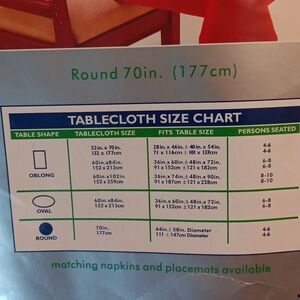 Round 70in. (177cm)
TABLECLOTH SIZE CHART
TABLE SHAPE TABLECLOTH SIZE FITS TABLE SIZE PERSONS SEATED
52in. x 70in. 28in. x 46in.± 40in. x 54in. 4-6
132 x 177cm 71 x 116cm ± 101 x 137cm 4-6
60in.x84in. 36in.x 60in.± 48in.x 72in. 6-8
152 x 213cm 91 x 152cm ± 121 x 182cm 6-8
OBLONG 60in.x102in. 36in.x 74in.± 48in.x 90in. 8-10
152 x 259cm 91 x 187cm ± 121 x 228cm 8-10
60in.x84in. 36in.x 60in.± 48in.x 72in. 6-8
OVAL 152 x 213cm 91 x 152cm ± 121 x 182cm 6-8
70in. 44in.± 58in. Diameter 4-6
ROUND 177cm 111 ± 147cm Diameter 4-6
matching napkins and placemats available